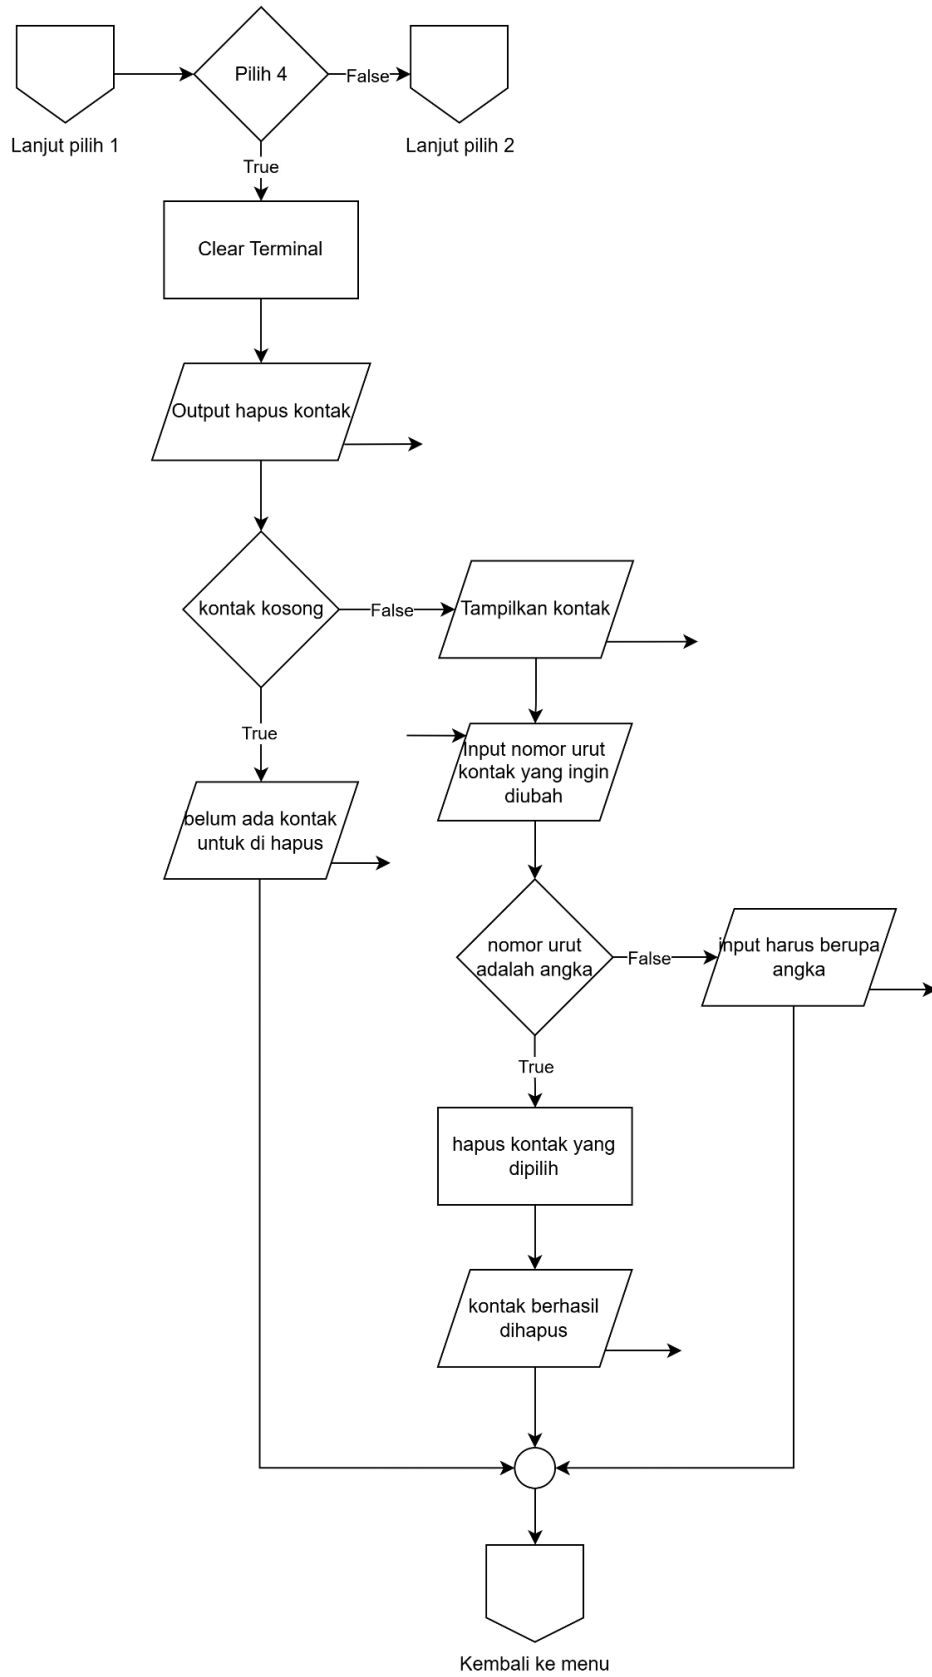 Pilih 4
False
Lanjut pilih 1
Lanjut pilih 2
True
Clear Terminal
Output hapus kontak
kontak kosong
False
Tampilkan kontak
True
Input nomor urut
kontak yang ingin
diubah
belum ada kontak
untuk di hapus
nomor urut
adalah angka
False
input harus berupa
angka
True
hapus kontak yang
dipilih
kontak berhasil
dihapus
Kembali ke menu